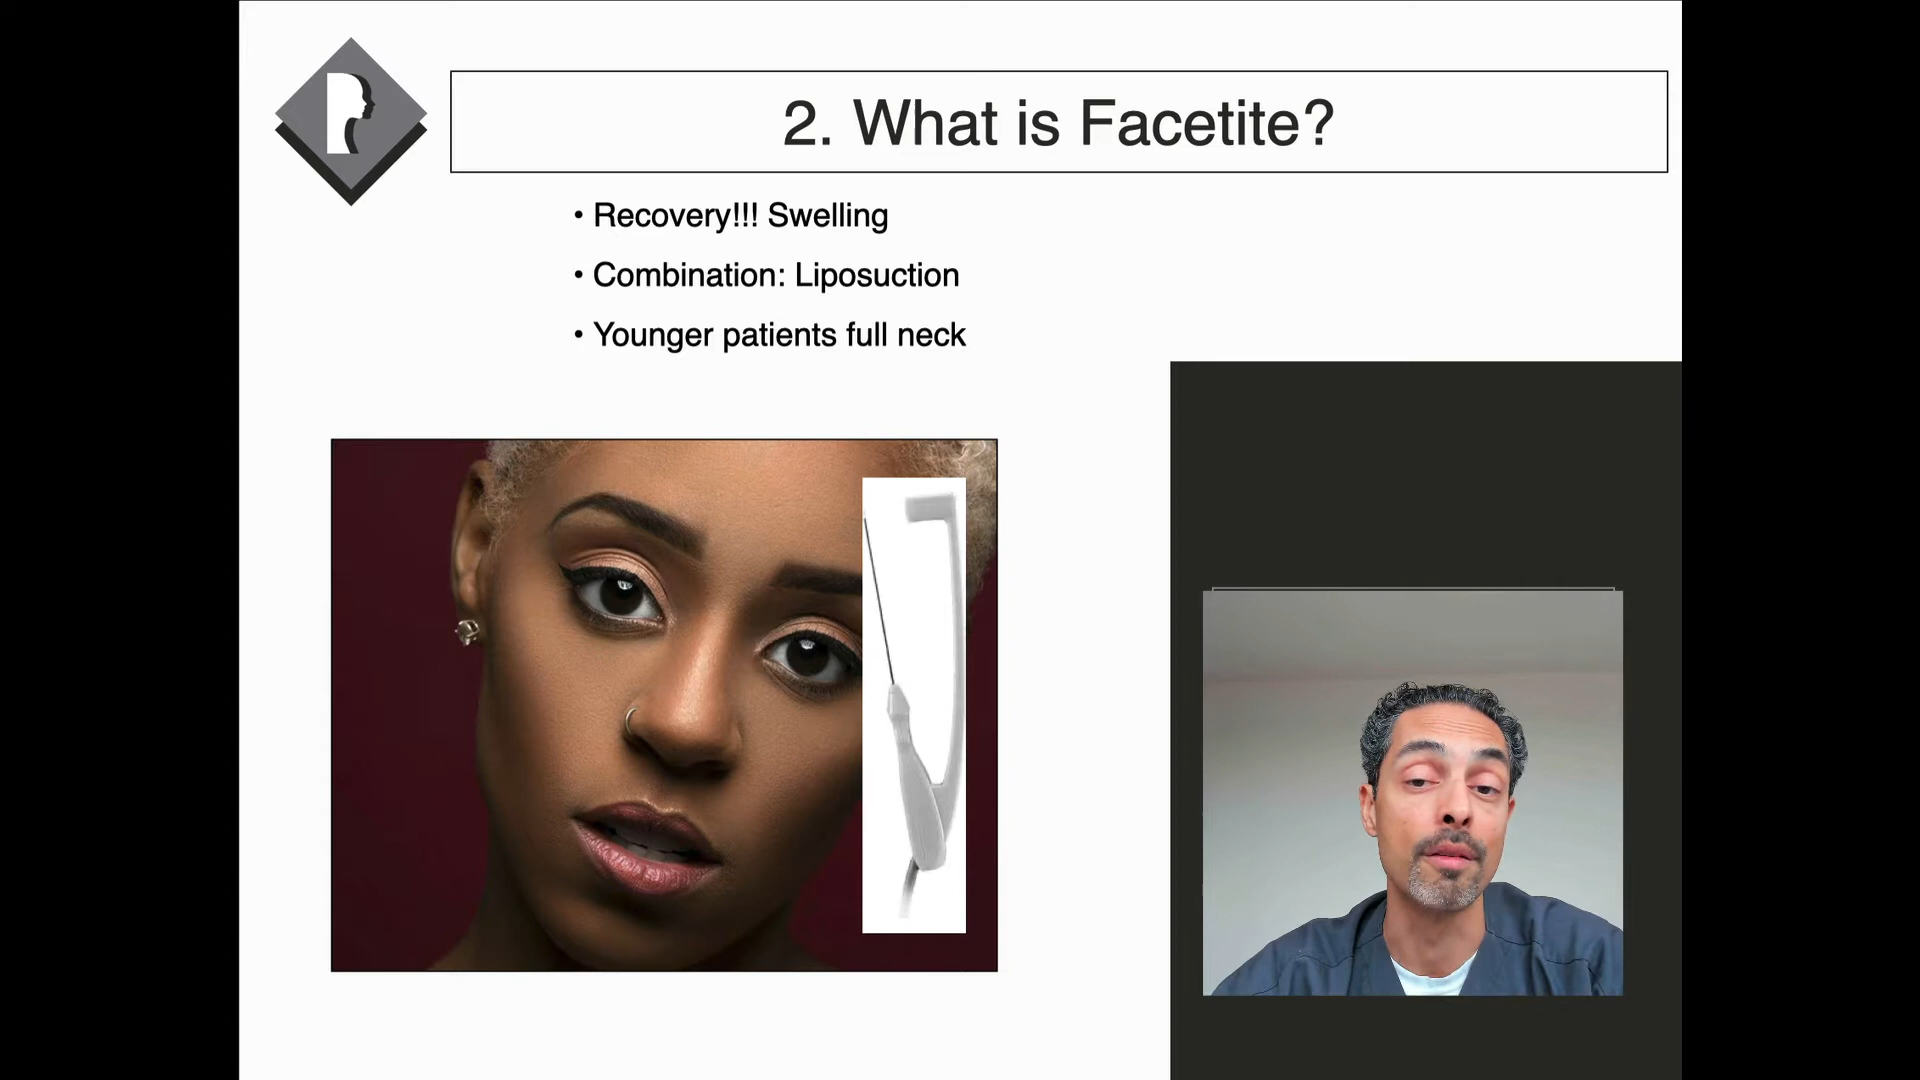 2. What is Facetite?
• Recovery!!! Swelling
• Combination: Liposuction
• Younger patients full neck